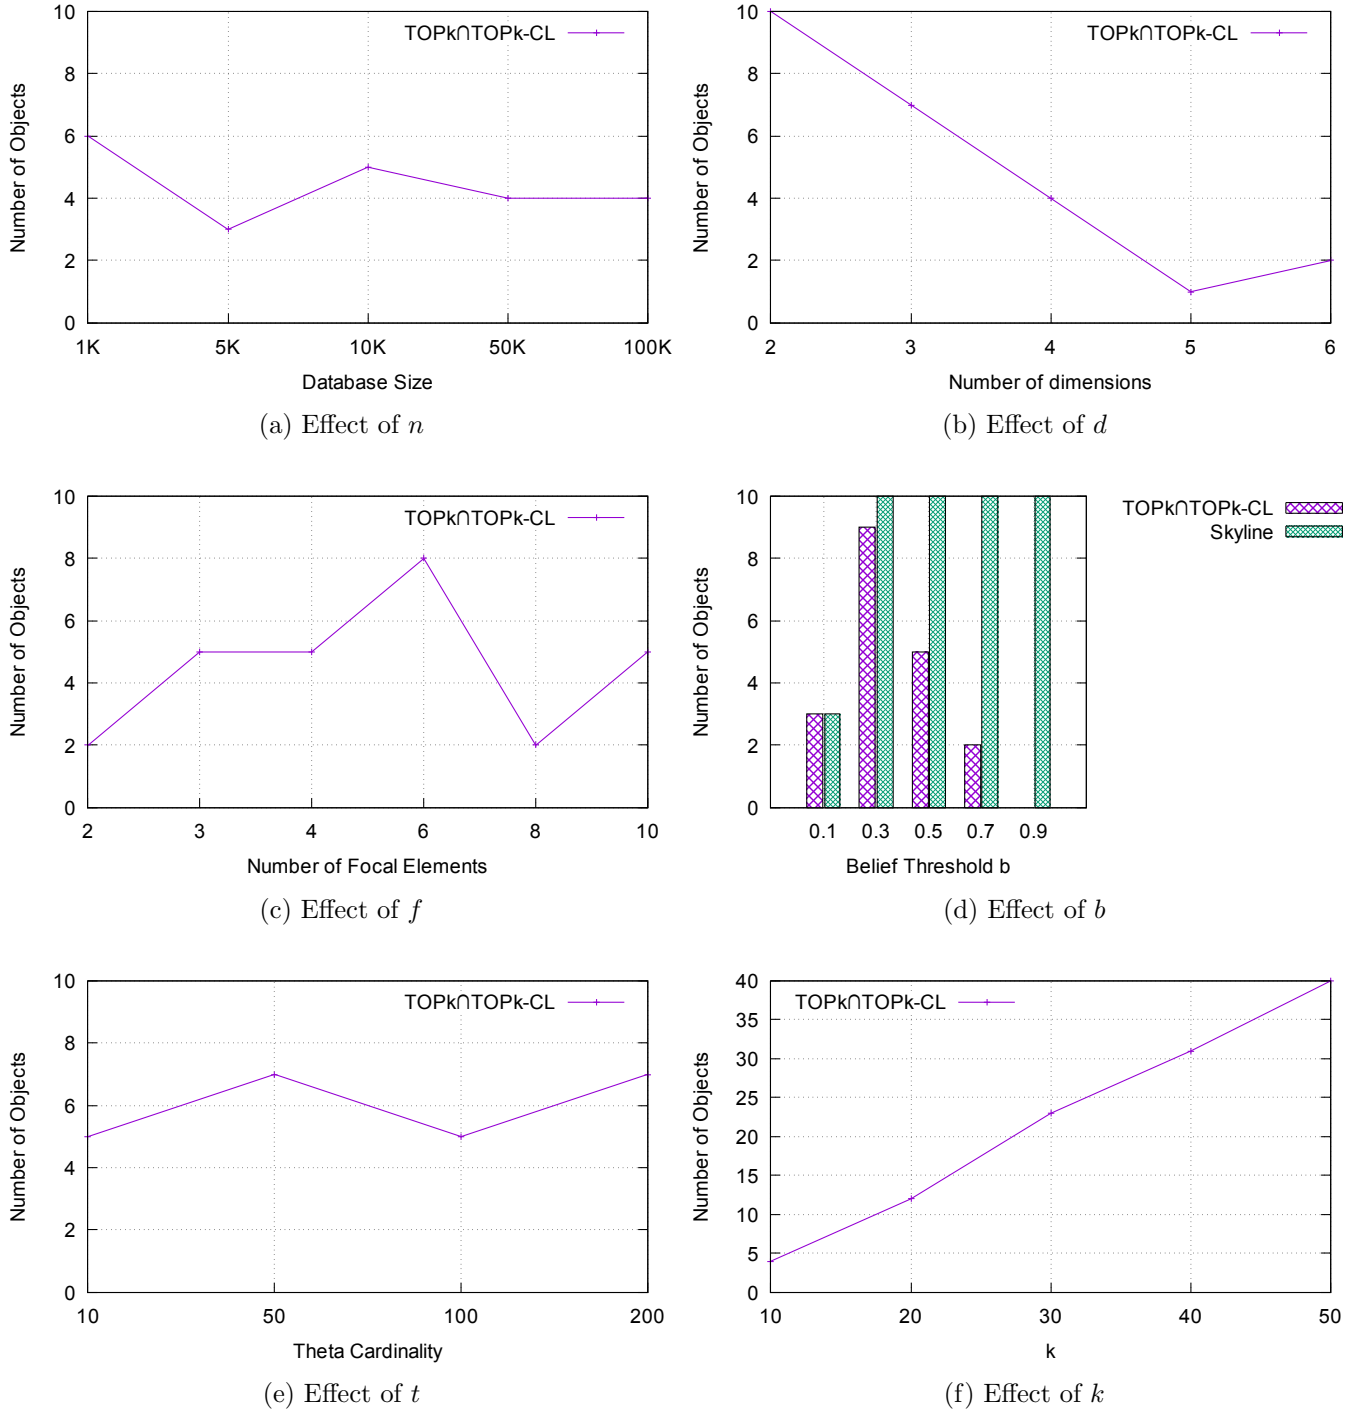 TOPk∩TOPk-CL
10
8
6
4
2
0
Number of Objects
1K 5K 10K 50K 100K
Database Size
(a) Effect of n
TOPk∩TOPk-CL
10
8
6
4
2
0
Number of Objects
2 3 4 5 6
Number of dimensions
(b) Effect of d
TOPk∩TOPk-CL
10
8
6
4
2
0
Number of Objects
2 3 4 6 8 10
Number of Focal Elements
(c) Effect of f
TOPk∩TOPk-CL
Skyline
10
8
6
4
2
0
Number of Objects
0.1 0.3 0.5 0.7 0.9
Belief Threshold b
(d) Effect of b
TOPk∩TOPk-CL
10
8
6
4
2
0
Number of Objects
10 50 100 200
Theta Cardinality
(e) Effect of t
TOPk∩TOPk-CL
40
35
30
25
20
15
10
5
0
Number of Objects
10 20 30 40 50
k
(f) Effect of k